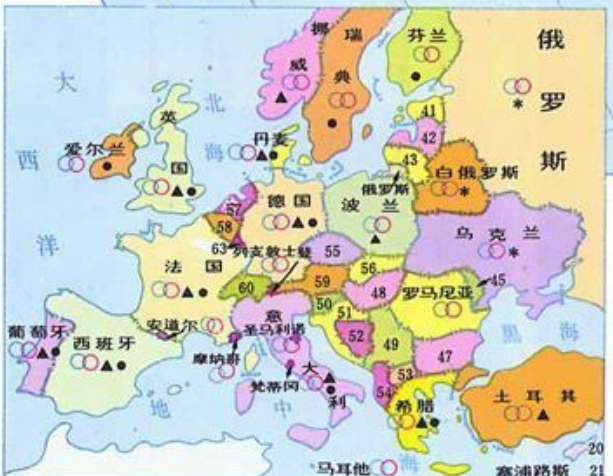 挪 瑞
芬兰
俄
威
大
典
北
英
罗
41
42
爱尔兰
丹麦
海
西
43
白俄罗斯
斯
国
俄罗斯
57
德国
波兰
58
乌克兰
洋
63
列支敦士登
55
法国
56
45
60
59
48
罗马尼亚
50
安道尔
意
51
葡萄牙
西班牙
圣马利诺
52
49
黑海
摩纳哥
大
47
53
梵蒂冈
利
54
希腊
土耳其
地
中
20
马耳他
海
塞浦路斯
21